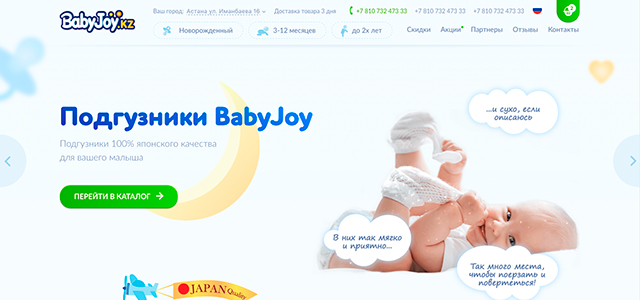 BabyJoy.kz
Ваш город: Астана ул. Иманбаева 16
Доставка товара 3 дня
+7 810 732 473 33
+7 810 732 473 33
+7 810 732 473 33
Новорожденный
3-12 месяцев
до 2х лет
Скидки
Акции
Партнеры
Отзывы
Контакты
Подгузники BabyJoy
Подгузники 100% японского качества
для вашего малыша
ПЕРЕЙТИ В КАТАЛОГ
...и сухо, если
описаюсь
В них так мягко
и приятно...
Так много места,
чтобы поерзать и
повертеться!
JAPAN Quality